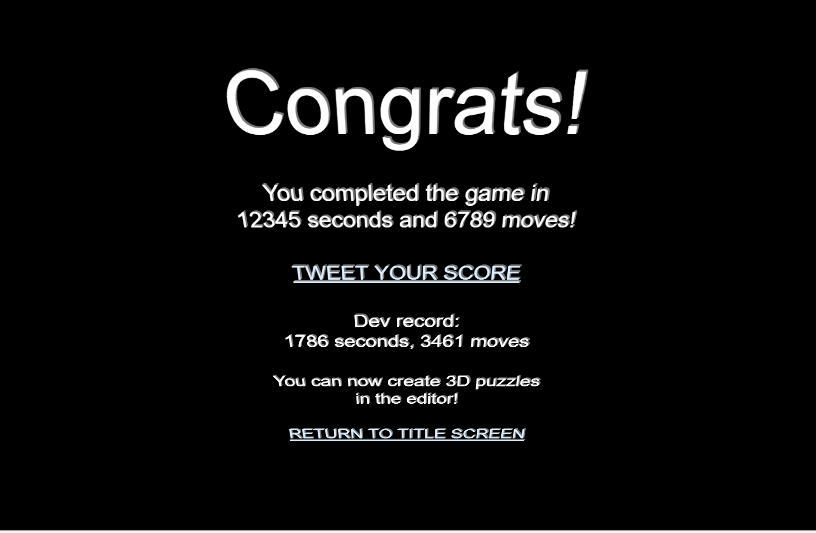 Congrats!
You completed the game in
12345 seconds and 6789 moves!
TWEET YOUR SCORE
Dev record:
1786 seconds, 3461 moves
You can now create 3D puzzles
in the editor!
RETURN TO TITLE SCREEN